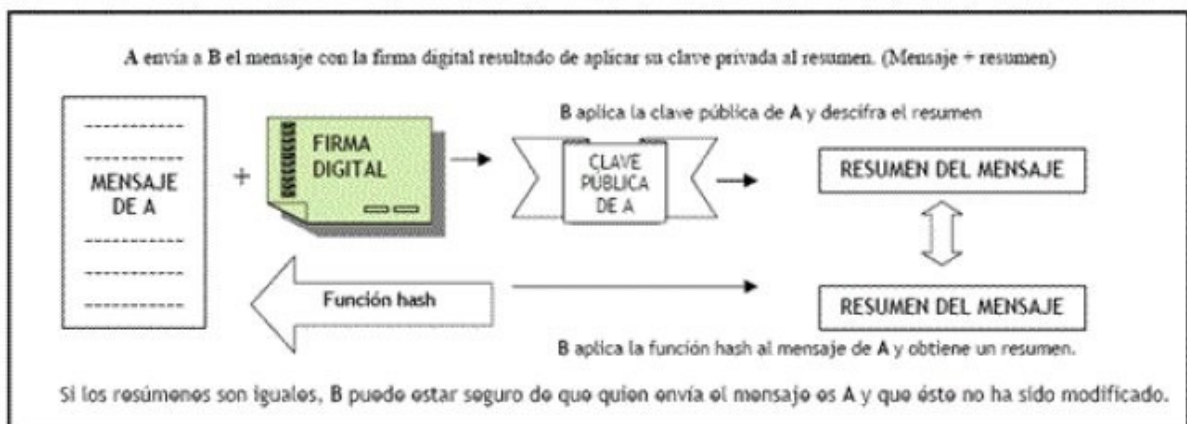 A envía a B el mensaje con la firma digital resultado de aplicar su clave privada al resumen. (Mensaje + resumen)
B aplica la clave pública de A y descifra el resumen
MENSAJE
DE A
+
FIRMA
DIGITAL
CLAVE
PÚBLICA
DE A
RESUMEN DEL MENSAJE
Función hash
RESUMEN DEL MENSAJE
B aplica la función hash al mensaje de A y obtiene un resumen.
Si los resúmenes son iguales, B puede estar seguro de que quien envía el mensaje es A y que éste no ha sido modificado.